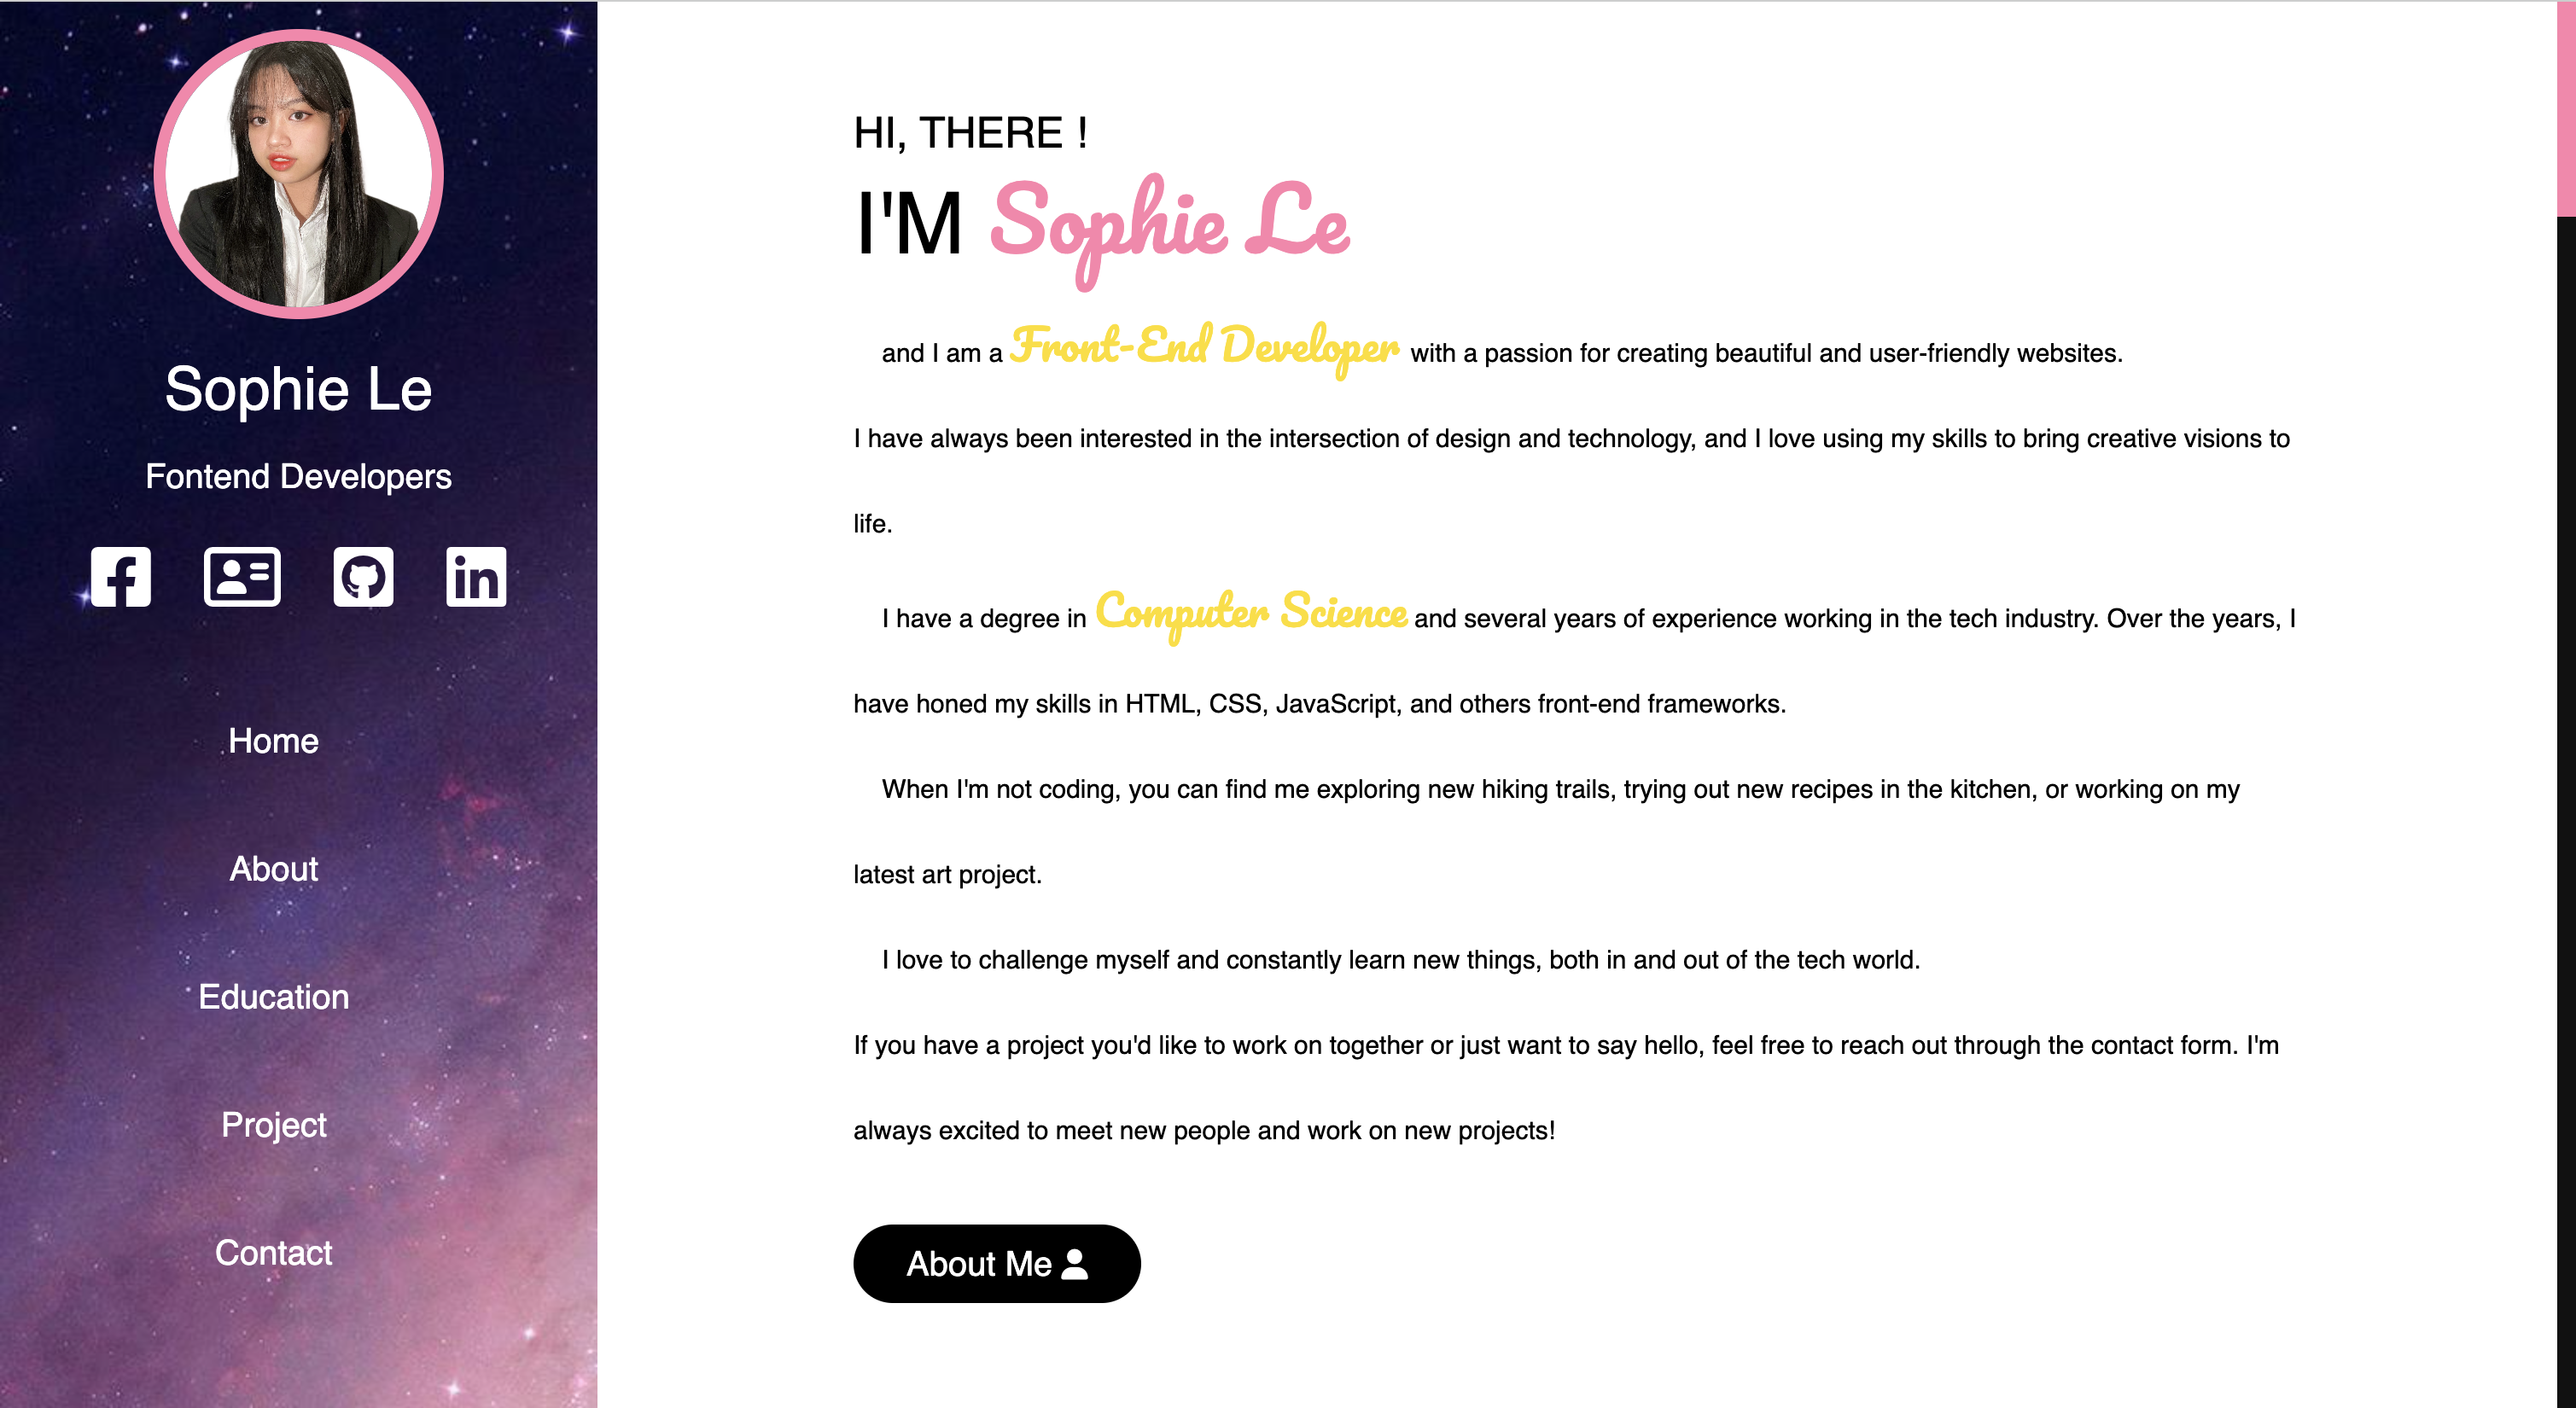 Sophie Le
Fontend Developers
Home
About
Education
Project
Contact
HI, THERE !
I'M Sophie Le
and I am a Front-End Developer with a passion for creating beautiful and user-friendly websites.
I have always been interested in the intersection of design and technology, and I love using my skills to bring creative visions to
life.
I have a degree in Computer Science and several years of experience working in the tech industry. Over the years, I
have honed my skills in HTML, CSS, JavaScript, and others front-end frameworks.
When I'm not coding, you can find me exploring new hiking trails, trying out new recipes in the kitchen, or working on my
latest art project.
I love to challenge myself and constantly learn new things, both in and out of the tech world.
If you have a project you'd like to work on together or just want to say hello, feel free to reach out through the contact form. I'm
always excited to meet new people and work on new projects!
About Me